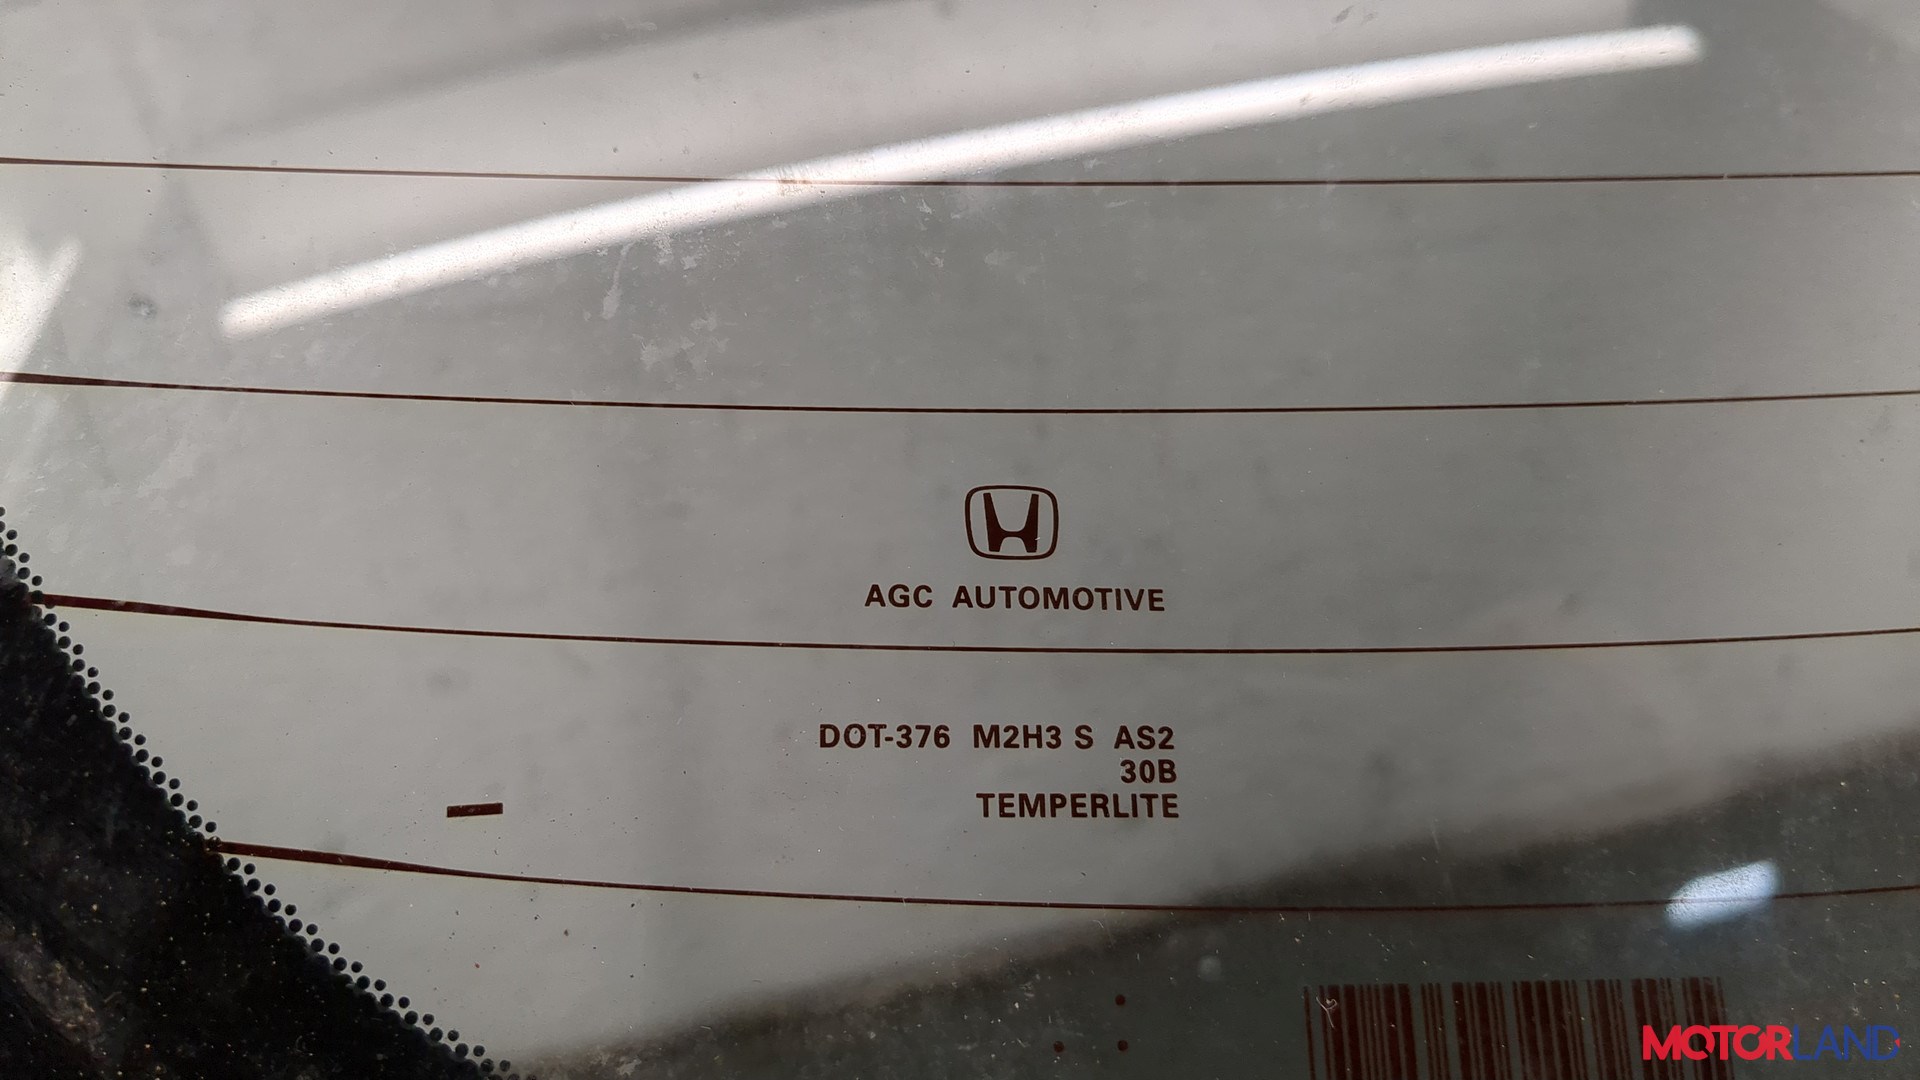 AGC AUTOMOTIVE
DOT-376 M2H3 S AS2
30B
TEMPERLITE
MOTORLAND